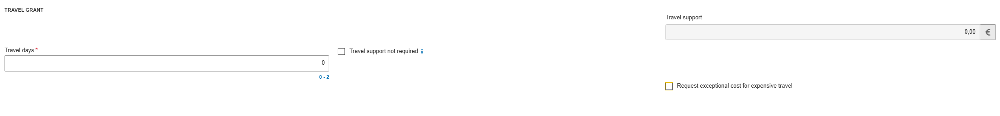 TRAVEL GRANT
Travel support
0,00 €
Travel days *
Travel support not required i
0
0 - 2
Request exceptional cost for expensive travel